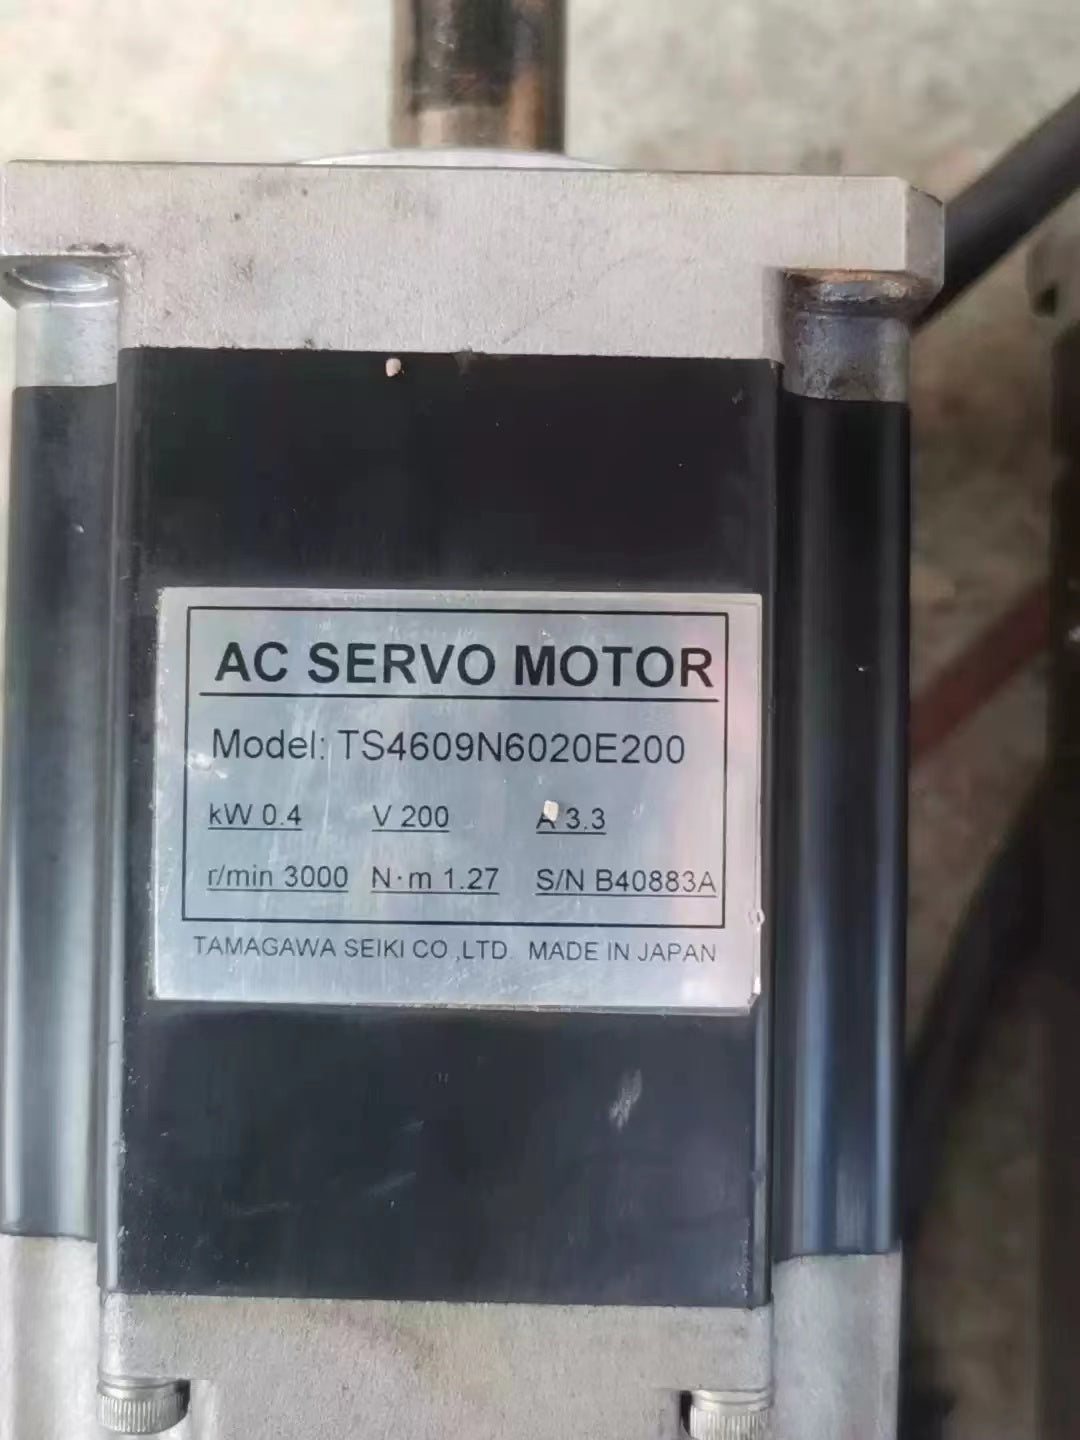 AC SERVO MOTOR
Model: TS4609N6020E200
kW 0.4 V 200 A 3.3
r/min 3000 N·m 1.27 S/N B40883A
TAMAGAWA SEIKI CO.,LTD. MADE IN JAPAN